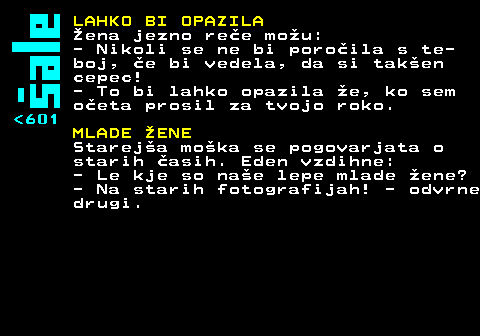 šale
<601
LAHKO BI OPAZILA
Žena jezno reče možu:
- Nikoli se ne bi poročila s te-
boj, če bi vedela, da si takšen
cepec!
- To bi lahko opazila že, ko sem
očeta prosil za tvojo roko.
MLADE ŽENE
Starejša moška se pogovarjata o
starih časih. Eden vzdihne:
- Le kje so naše lepe mlade žene?
- Na starih fotografijah! - odvrne
drugi.